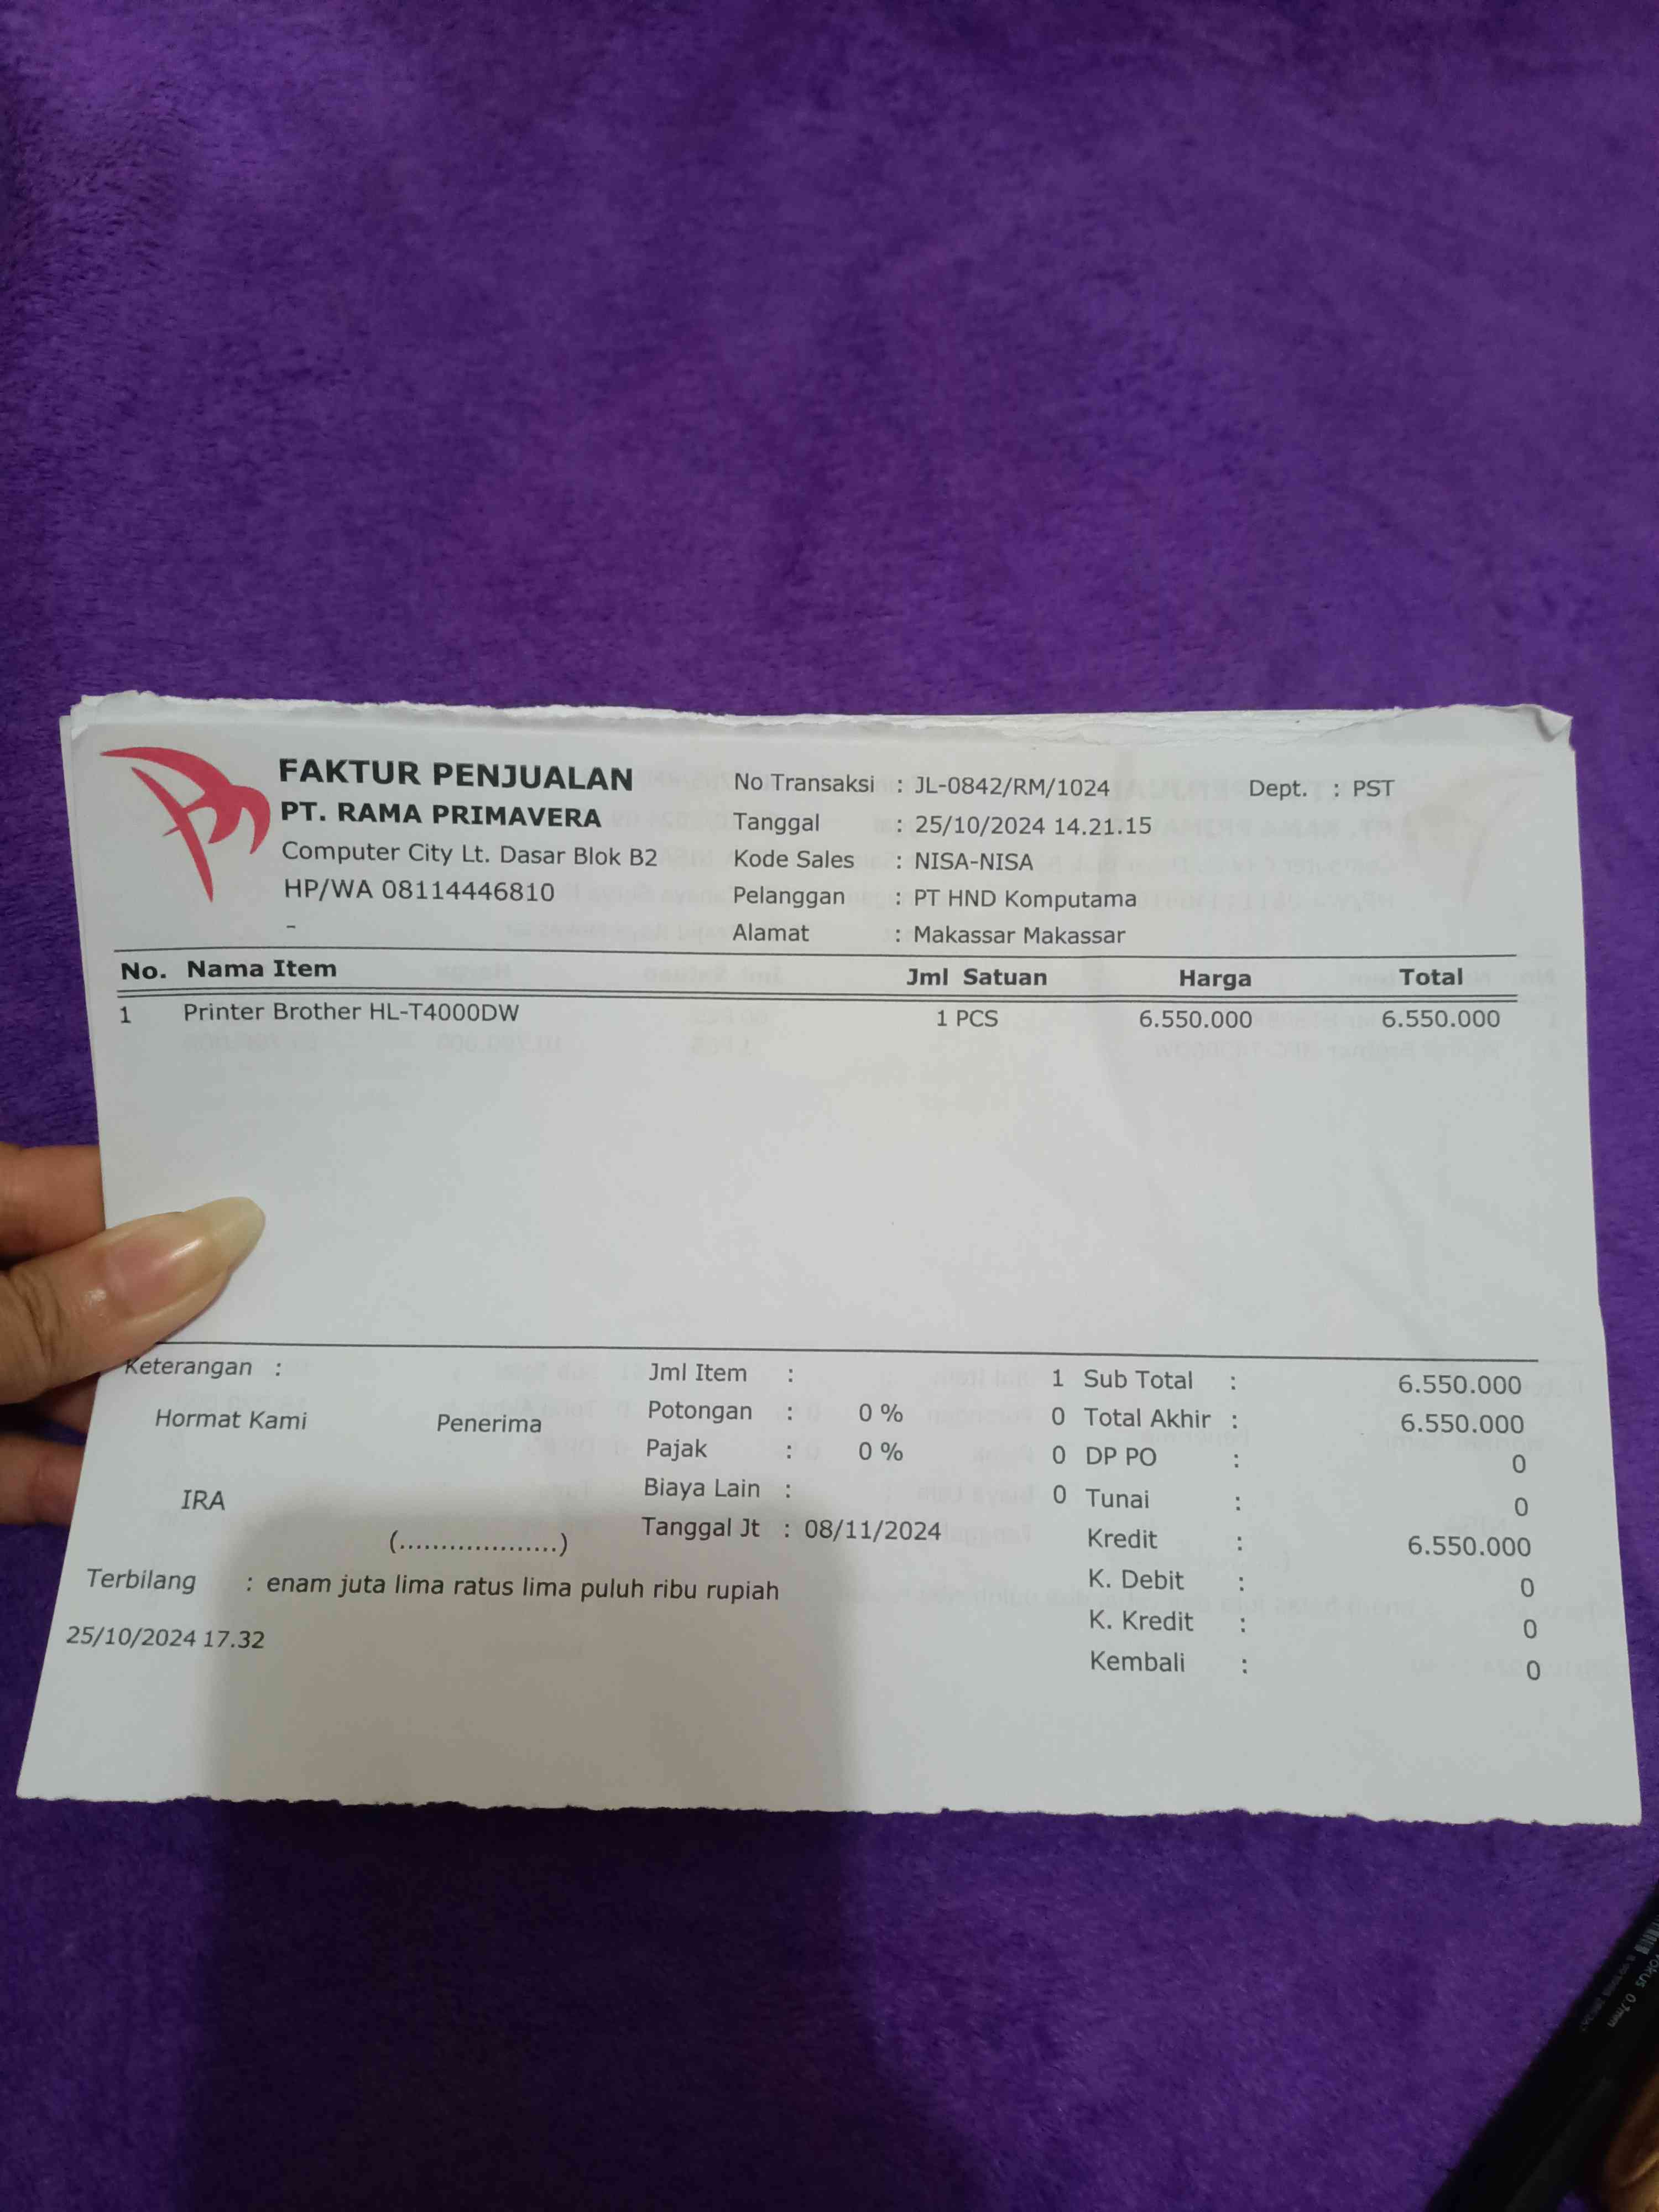 FAKTUR PENJUALAN
PT. RAMA PRIMAVERA
Computer City Lt. Dasar Blok B2
HP/WA 08114446810
-
No Transaksi : JL-0842/RM/1024
Tanggal : 25/10/2024 14.21.15
Kode Sales : NISA-NISA
Pelanggan : PT HND Komputama
Alamat : Makassar Makassar
Dept. : PST
No. Nama Item Jml Satuan Harga Total
1 Printer Brother HL-T4000DW 1 PCS 6.550.000 6.550.000
Keterangan :
Hormat Kami Penerima
IRA
(...................)
Jml Item : 1
Potongan : 0 % 0
Pajak : 0 % 0
Biaya Lain : 0
Tanggal Jt : 08/11/2024
Sub Total : 6.550.000
Total Akhir : 6.550.000
DP PO : 0
Tunai : 0
Kredit : 6.550.000
K. Debit : 0
K. Kredit : 0
Kembali : 0
Terbilang : enam juta lima ratus lima puluh ribu rupiah
25/10/2024 17.32
0.7mm